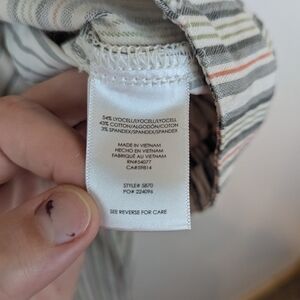 54% LYOCELL/LYOCELL/LYOCELL
43% COTTON/ALGODÓN/COTON
3% SPANDEX/SPANDEX/SPANDEX
MADE IN VIETNAM
HECHO EN VIETNAM
FABRIQUÉ AU VIETNAM
RN#54077
CA#59814
STYLE# 5870
PO# 224096
SEE REVERSE FOR CARE